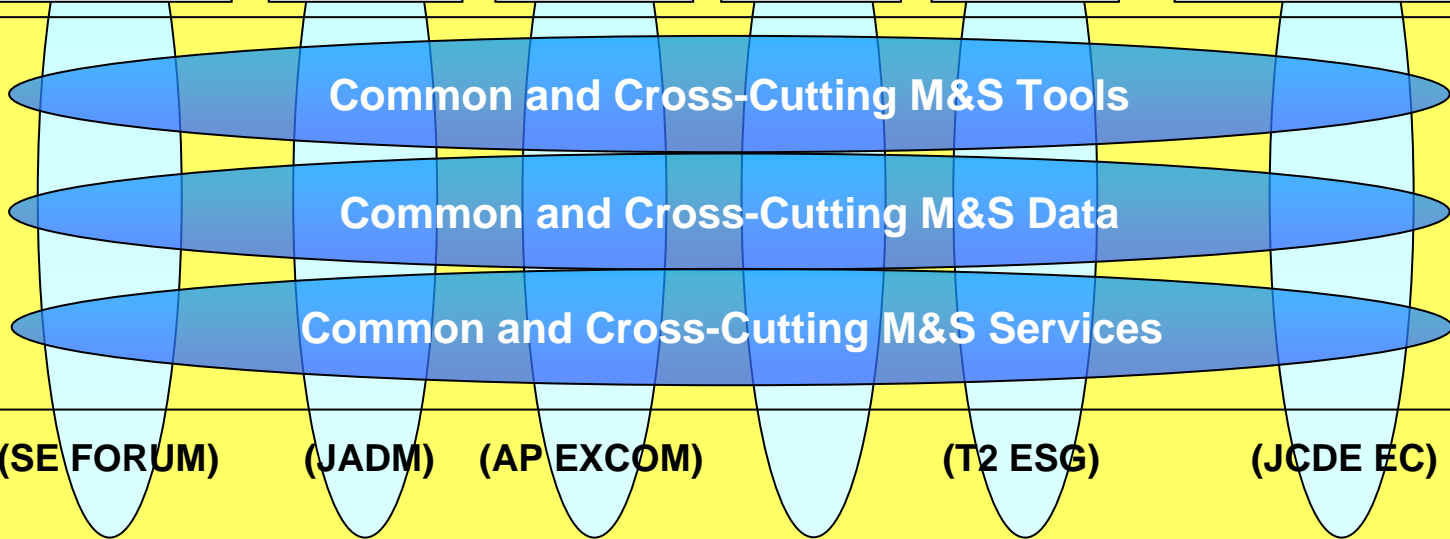 Common and Cross-Cutting M&S Tools
Common and Cross-Cutting M&S Data
Common and Cross-Cutting M&S Services
(SE FORUM) (JADM) (AP EXCOM) (T2 ESG) (JCDE EC)